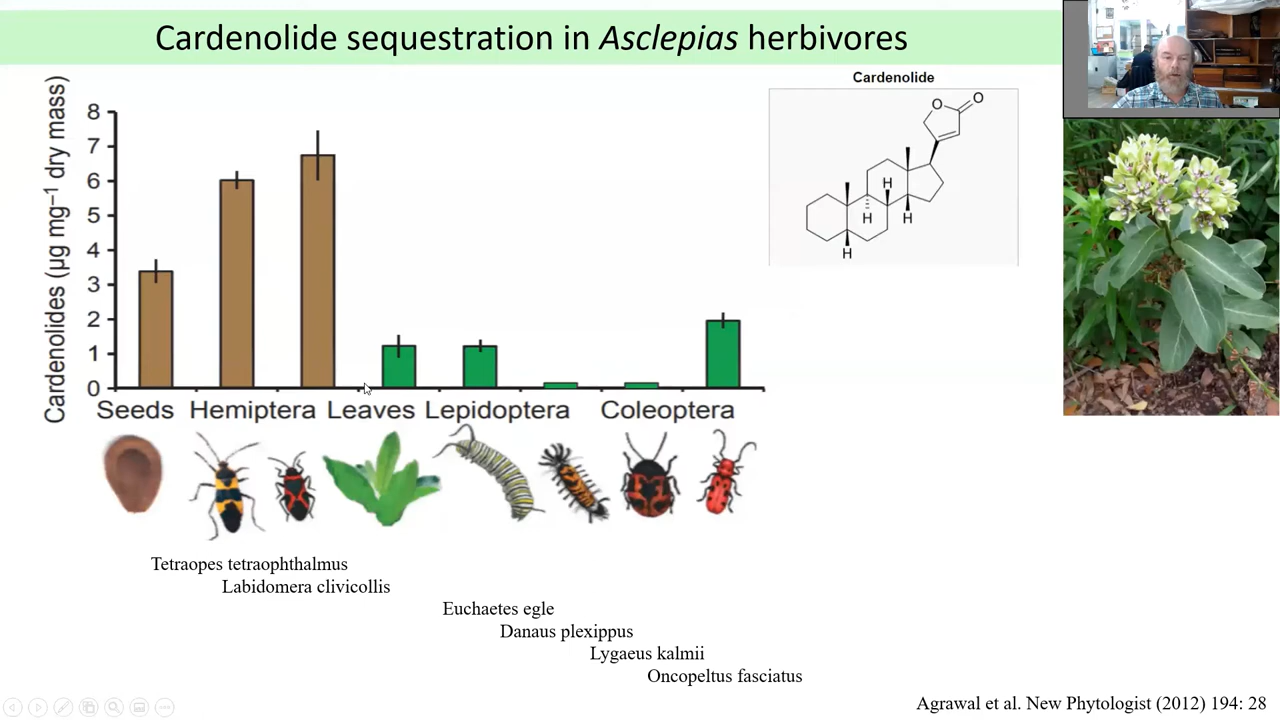 Cardenolide sequestration in Asclepias herbivores
Cardenolide
Cardenolides (µg mg⁻¹ dry mass)
8
7
6
5
4
3
2
1
0
Seeds Hemiptera Leaves Lepidoptera Coleoptera
O
O
H
H
H
H
Tetraopes tetraophthalmus
Labidomera clivicollis
Euchaetes egle
Danaus plexippus
Lygaeus kalmii
Oncopeltus fasciatus
Agrawal et al. New Phytologist (2012) 194: 28